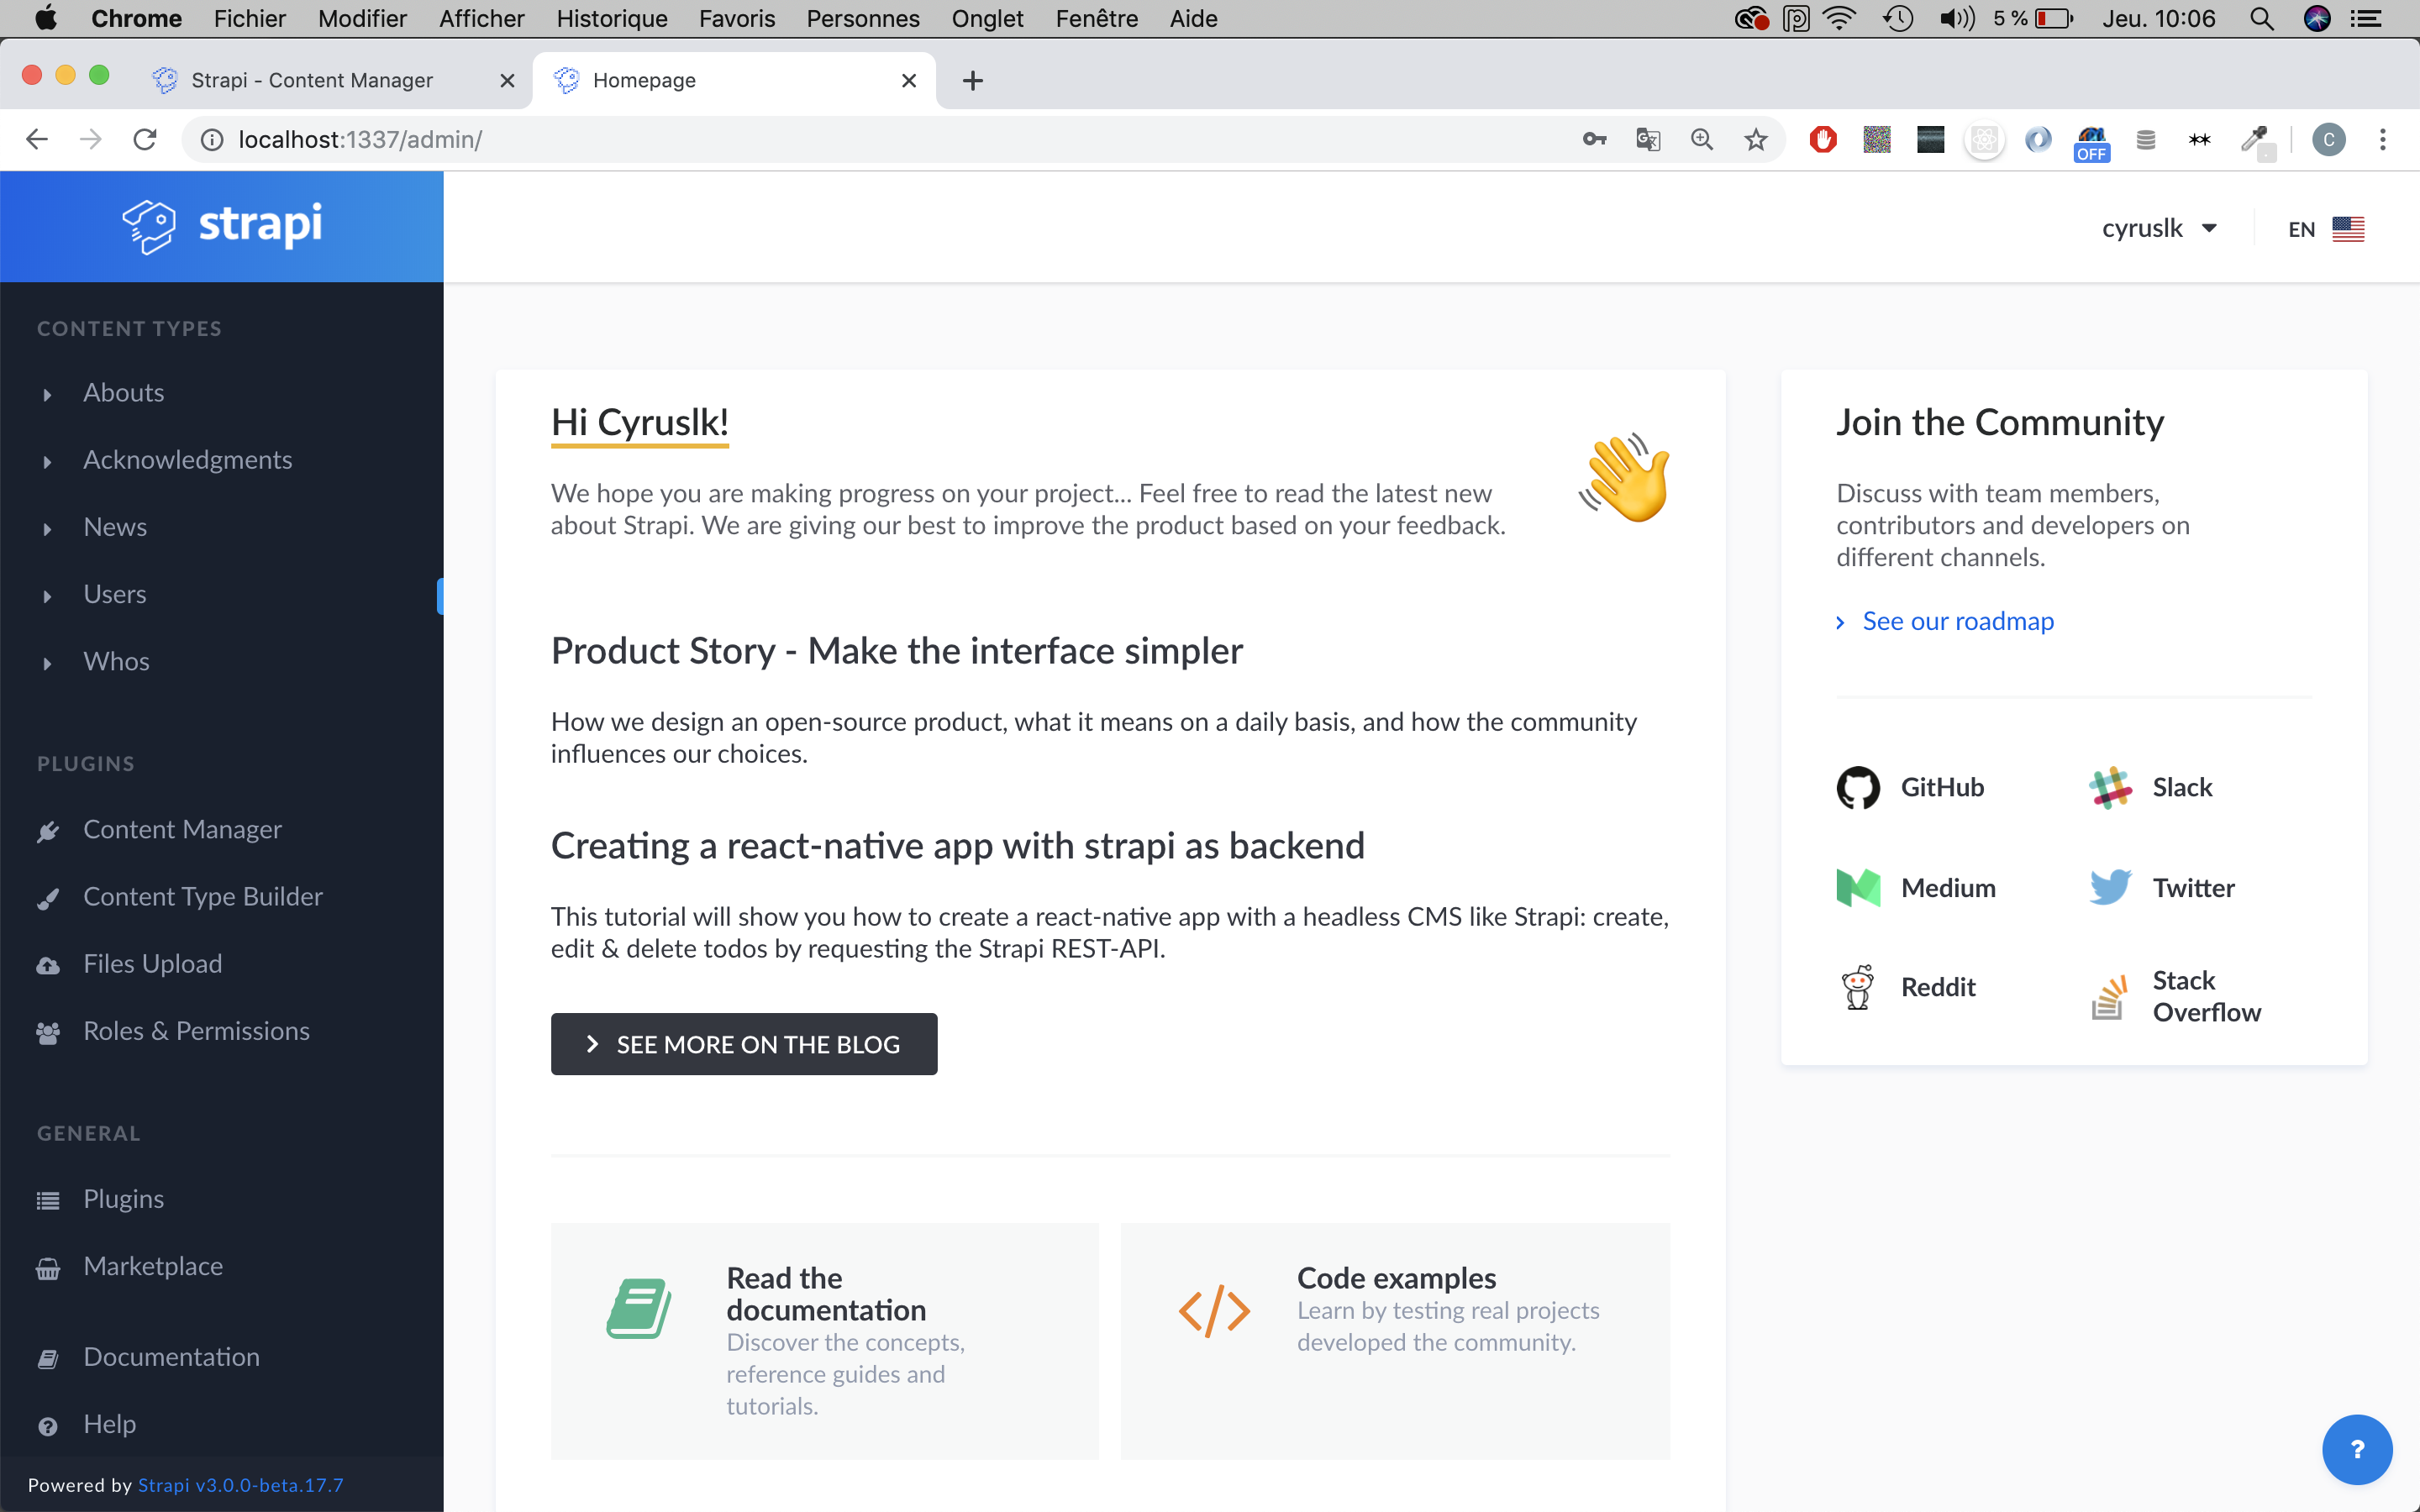 Chrome Fichier Modifier Afficher Historique Favoris Personnes Onglet Fenêtre Aide 5 % Jeu. 10:06
Strapi - Content Manager Homepage
localhost:1337/admin/ OFF C
strapi cyruslk EN
CONTENT TYPES
Abouts
Acknowledgments
News
Users
Whos
PLUGINS
Content Manager
Content Type Builder
Files Upload
Roles & Permissions
GENERAL
Plugins
Marketplace
Documentation
Help
Powered by Strapi v3.0.0-beta.17.7
Hi Cyruslk!
We hope you are making progress on your project... Feel free to read the latest new
about Strapi. We are giving our best to improve the product based on your feedback.
Product Story - Make the interface simpler
How we design an open-source product, what it means on a daily basis, and how the community
influences our choices.
Creating a react-native app with strapi as backend
This tutorial will show you how to create a react-native app with a headless CMS like Strapi: create,
edit & delete todos by requesting the Strapi REST-API.
SEE MORE ON THE BLOG
Read the
documentation
Discover the concepts,
reference guides and
tutorials.
Code examples
Learn by testing real projects
developed the community.
Join the Community
Discuss with team members,
contributors and developers on
different channels.
See our roadmap
GitHub
Slack
Medium
Twitter
Reddit
Stack
Overflow
?